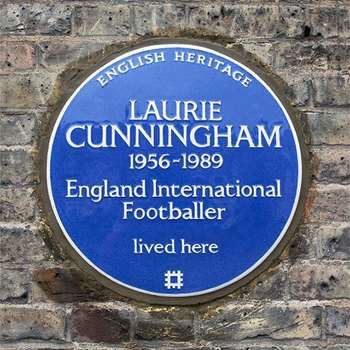 ENGLISH HERITAGE
LAURIE
CUNNINGHAM
1956-1989
England International
Footballer
lived here